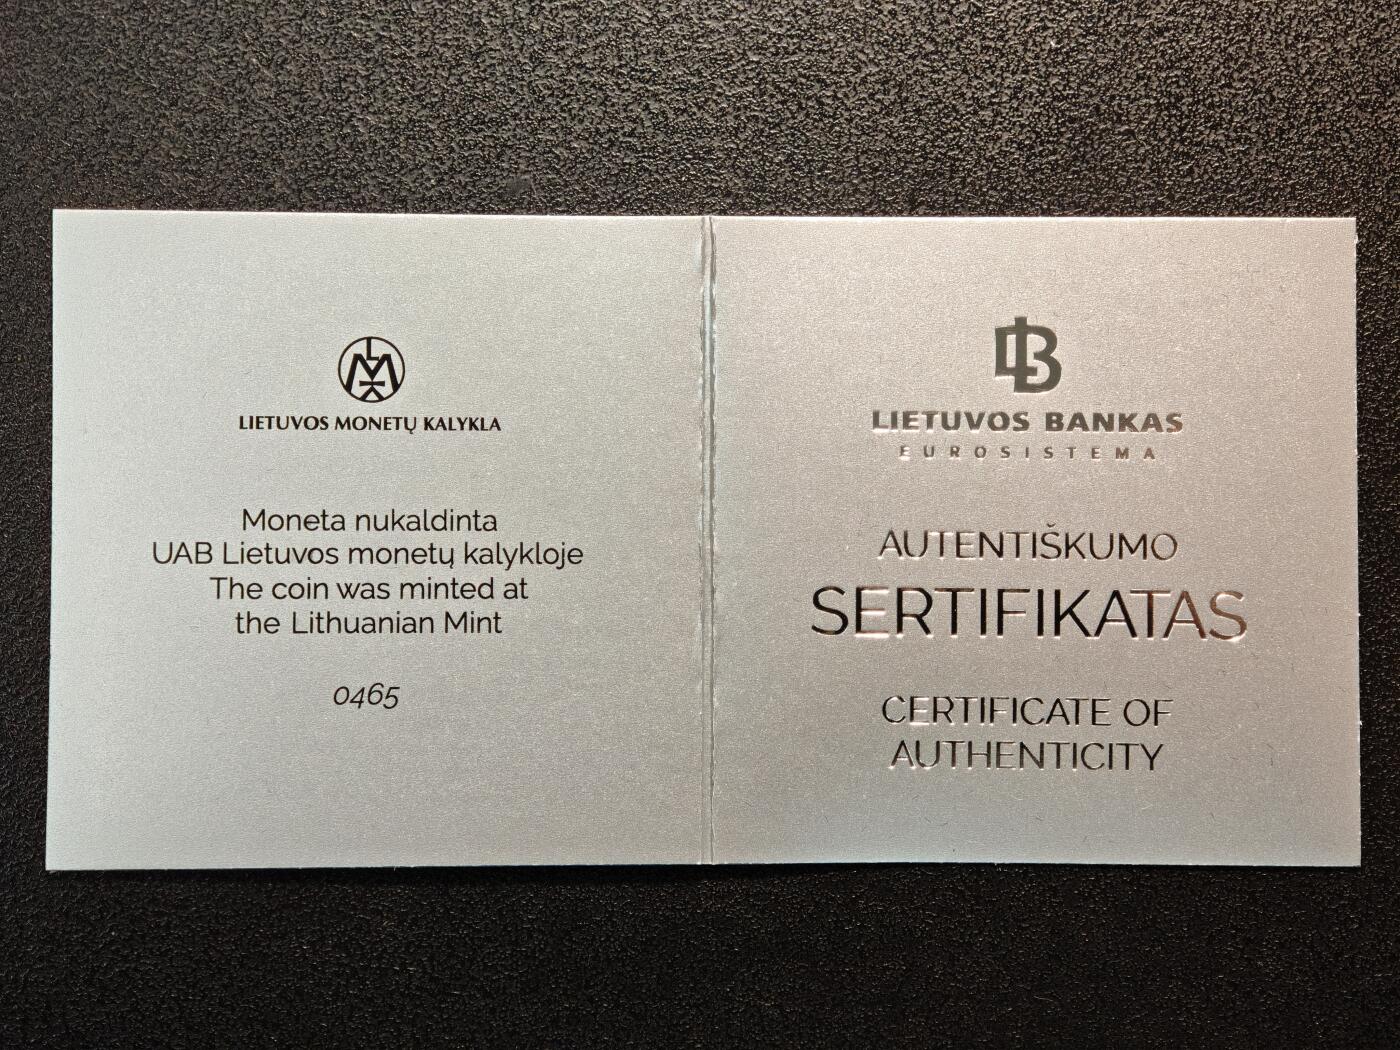 LIETUVOS MONETŲ KALYKLA
Moneta nukaldinta
UAB Lietuvos monetų kalykloje
The coin was minted at
the Lithuanian Mint
0465
LIETUVOS BANKAS
EUROSISTEMA
AUTENTIŠKUMO
SERTIFIKATAS
CERTIFICATE OF
AUTHENTICITY